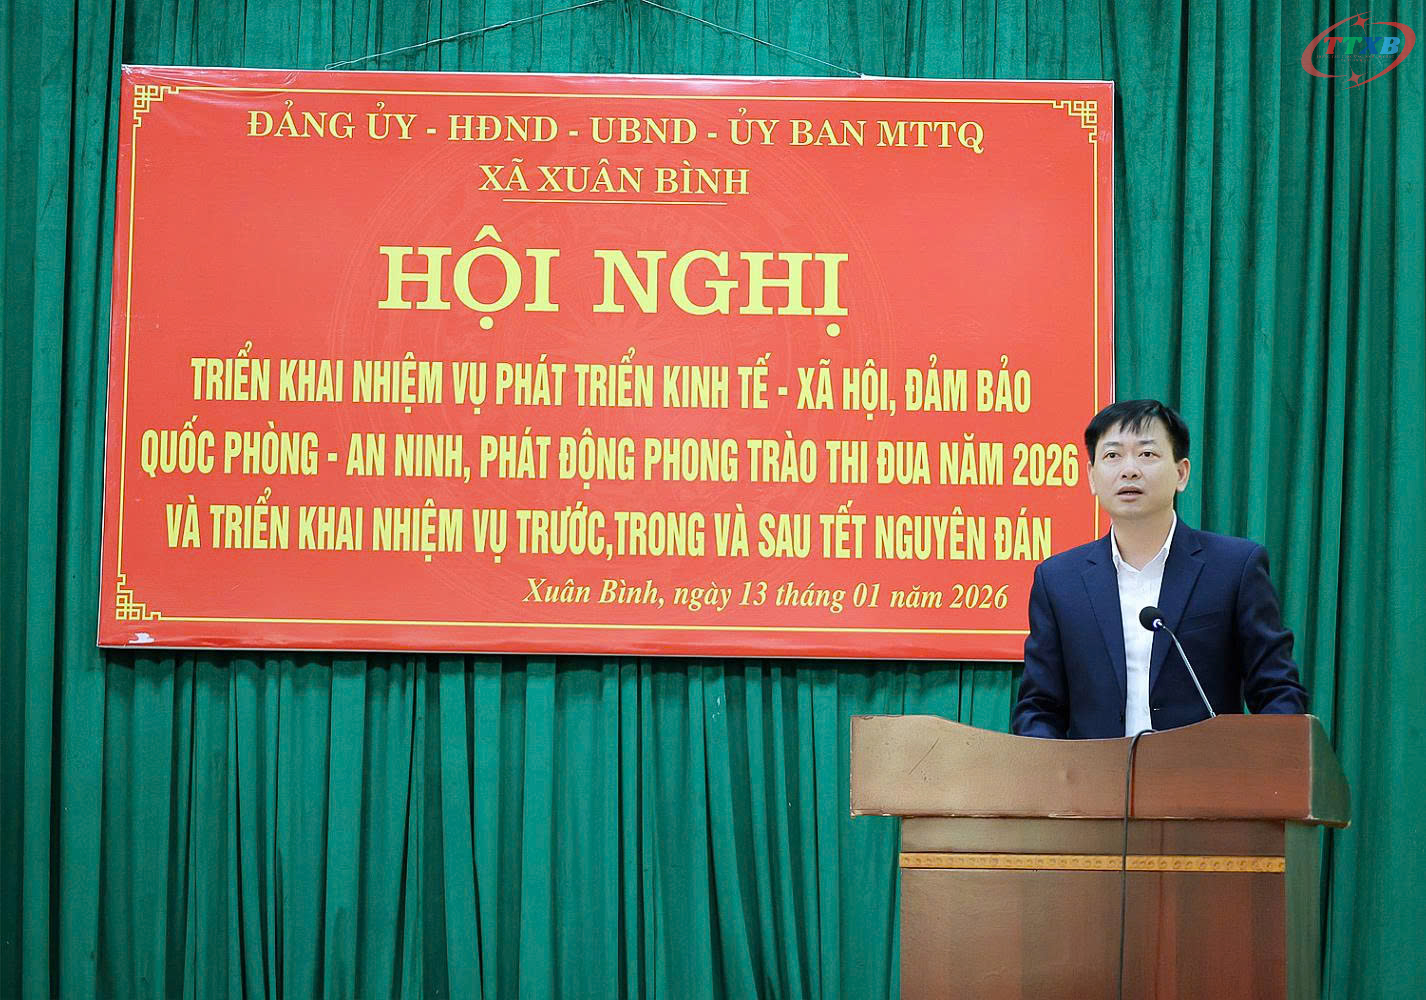 TTXB
ĐẢNG ỦY - HĐND - UBND - ỦY BAN MTTQ
XÃ XUÂN BÌNH
HỘI NGHỊ
TRIỂN KHAI NHIỆM VỤ PHÁT TRIỂN KINH TẾ - XÃ HỘI, ĐẢM BẢO
QUỐC PHÒNG - AN NINH, PHÁT ĐỘNG PHONG TRÀO THI ĐUA NĂM 2026
VÀ TRIỂN KHAI NHIỆM VỤ TRƯỚC,TRONG VÀ SAU TẾT NGUYÊN ĐÁN
Xuân Bình, ngày 13 tháng 01 năm 2026